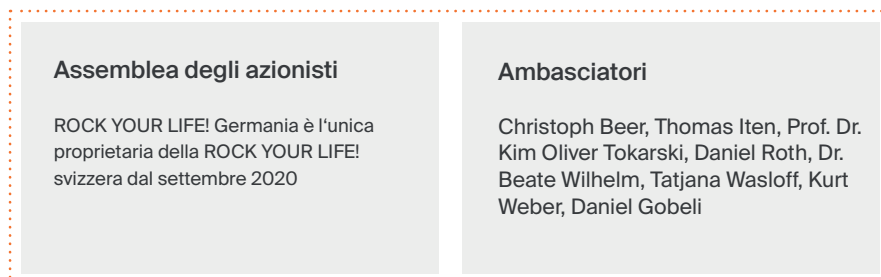 Assemblea degli azionisti
ROCK YOUR LIFE! Germania è l‘unica
proprietaria della ROCK YOUR LIFE!
svizzera dal settembre 2020
Ambasciatori
Christoph Beer, Thomas Iten, Prof. Dr.
Kim Oliver Tokarski, Daniel Roth, Dr.
Beate Wilhelm, Tatjana Wasloff, Kurt
Weber, Daniel Gobeli